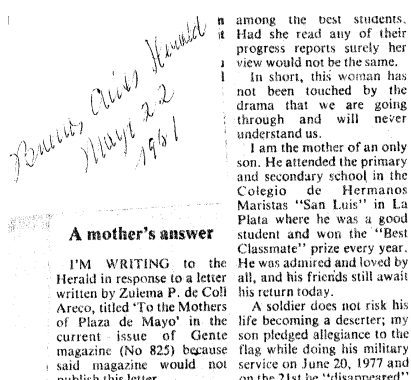 Buenos Aires Herald
Mayo 22
1981
A mother's answer
I'M WRITING to the
Herald in response to a letter
written by Zulema P. de Coll
Areco, titled 'To the Mothers
of Plaza de Mayo' in the
current issue of Gente
magazine (No 825) because
said magazine would not
publish this letter.
among the best students.
Had she read any of their
progress reports surely her
view would not be the same.
In short, this woman has
not been touched by the
drama that we are going
through and will never
understand us.
I am the mother of an only
son. He attended the primary
and secondary school in the
Colegio de Hermanos
Maristas "San Luis" in La
Plata where he was a good
student and won the "Best
Classmate" prize every year.
He was admired and loved by
all, and his friends still await
his return today.
A soldier does not risk his
life becoming a deserter; my
son pledged allegiance to the
flag while doing his military
service on June 20, 1977 and
on the 21st he "disappeared"